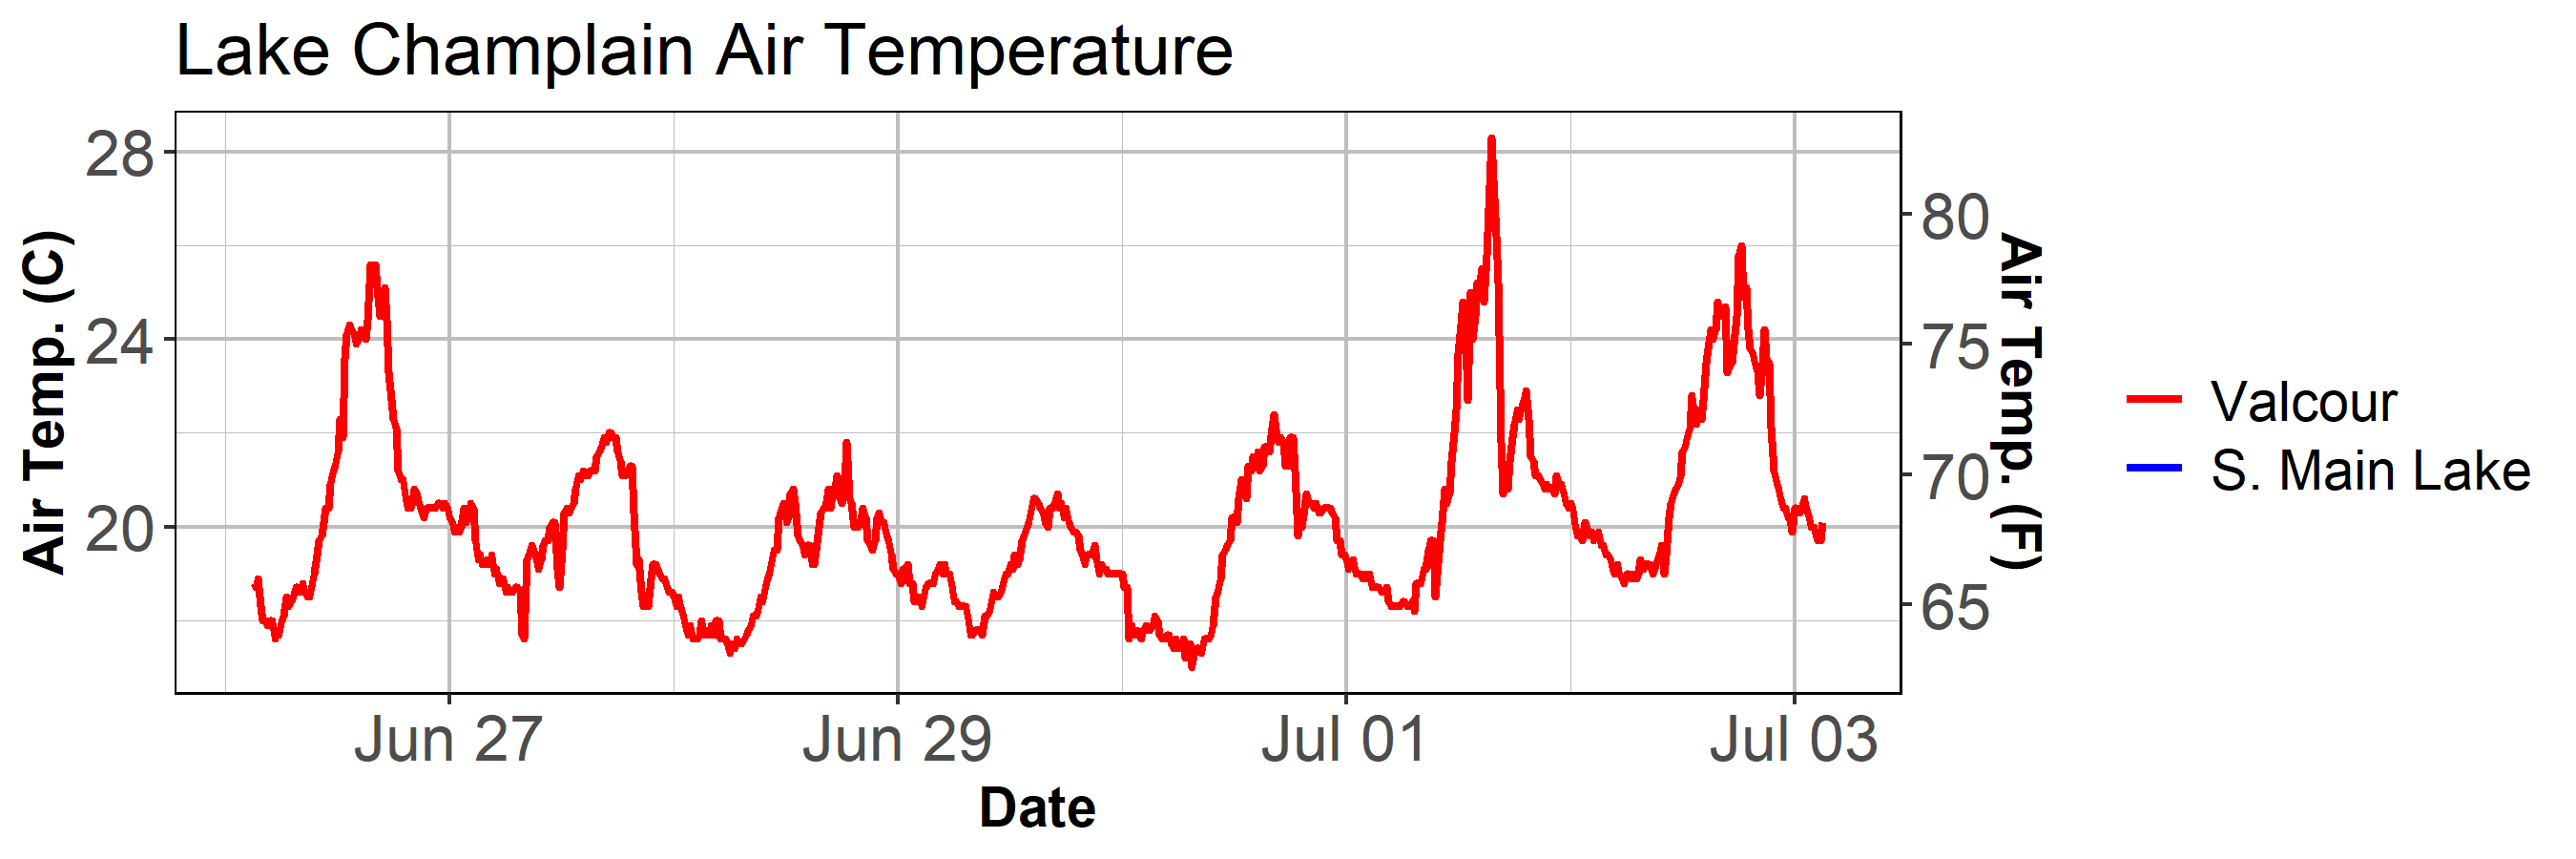 Lake Champlain Air Temperature
28
24
20
Air Temp. (C)
80
75
70
65
Air Temp. (F)
Valcour
S. Main Lake
Jun 27
Jun 29
Jul 01
Jul 03
Date